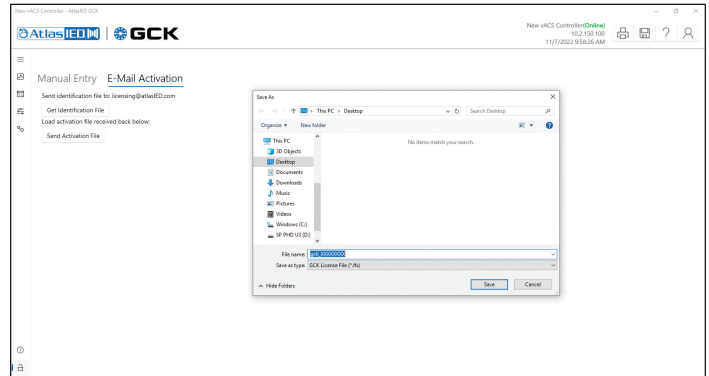 New vACS Controller - AtlasIED GCK
AtlasIED | GCK
New vACS Controller(Online)
10.2.150.100
11/7/2022 9:58:26 AM
Manual Entry E-Mail Activation
Send identification file to: licensing@atlasIED.com
Get Identification File
Load activation file received back below:
Send Activation File
Save As
This PC > Desktop
Search Desktop
Organize
New folder
This PC
3D Objects
Desktop
Documents
Downloads
Music
Pictures
Videos
Windows (C:)
SP PHD U3 (D:)
No items match your search.
File name: gck_XXXXXXXX
Save as type: GCK License File (*.lfx)
Hide Folders
Save
Cancel